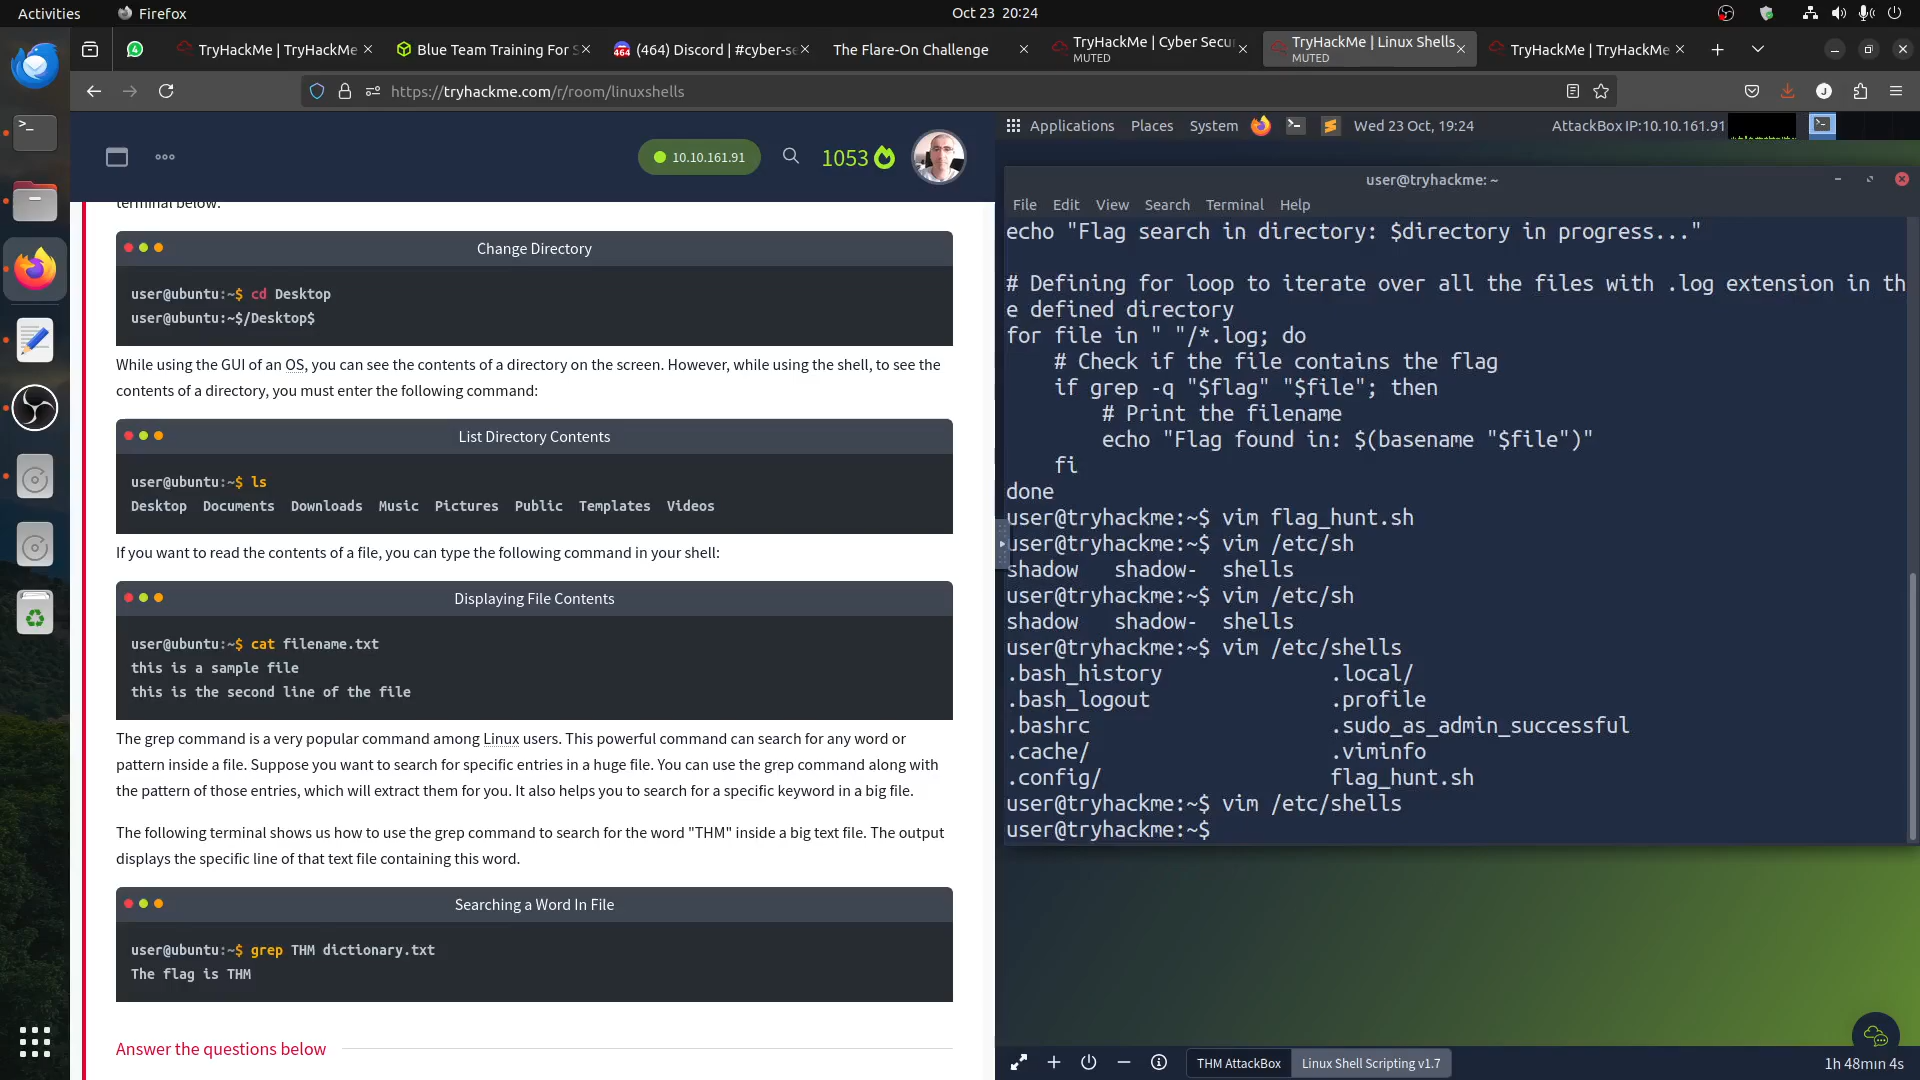 Activities
Firefox
Oct 23 20:24
TryHackMe | TryHackMe
Blue Team Training For S
(464) Discord | #cyber-se
The Flare-On Challenge
TryHackMe | Cyber Secu
MUTED
TryHackMe | Linux Shells
MUTED
TryHackMe | TryHackMe
https://tryhackme.com/r/room/linuxshells
10.10.161.91
1053
terminal below.
Change Directory
user@ubuntu:~$ cd Desktop
user@ubuntu:~$/Desktop$
While using the GUI of an OS, you can see the contents of a directory on the screen. However, while using the shell, to see the
contents of a directory, you must enter the following command:
List Directory Contents
user@ubuntu:~$ ls
Desktop Documents Downloads Music Pictures Public Templates Videos
If you want to read the contents of a file, you can type the following command in your shell:
Displaying File Contents
user@ubuntu:~$ cat filename.txt
this is a sample file
this is the second line of the file
The grep command is a very popular command among Linux users. This powerful command can search for any word or
pattern inside a file. Suppose you want to search for specific entries in a huge file. You can use the grep command along with
the pattern of those entries, which will extract them for you. It also helps you to search for a specific keyword in a big file.
The following terminal shows us how to use the grep command to search for the word "THM" inside a big text file. The output
displays the specific line of that text file containing this word.
Searching a Word In File
user@ubuntu:~$ grep THM dictionary.txt
The flag is THM
Answer the questions below
Applications Places System
Wed 23 Oct, 19:24
AttackBox IP:10.10.161.91
user@tryhackme: ~
File Edit View Search Terminal Help
echo "Flag search in directory: $directory in progress..."
# Defining for loop to iterate over all the files with .log extension in th
e defined directory
for file in " "/*.log; do
# Check if the file contains the flag
if grep -q "$flag" "$file"; then
# Print the filename
echo "Flag found in: $(basename "$file")"
fi
done
user@tryhackme:~$ vim flag_hunt.sh
user@tryhackme:~$ vim /etc/sh
shadow shadow- shells
user@tryhackme:~$ vim /etc/sh
shadow shadow- shells
user@tryhackme:~$ vim /etc/shells
.bash_history .local/
.bash_logout .profile
.bashrc .sudo_as_admin_successful
.cache/ .viminfo
.config/ flag_hunt.sh
user@tryhackme:~$ vim /etc/shells
user@tryhackme:~$
THM AttackBox
Linux Shell Scripting v1.7
1h 48min 4s